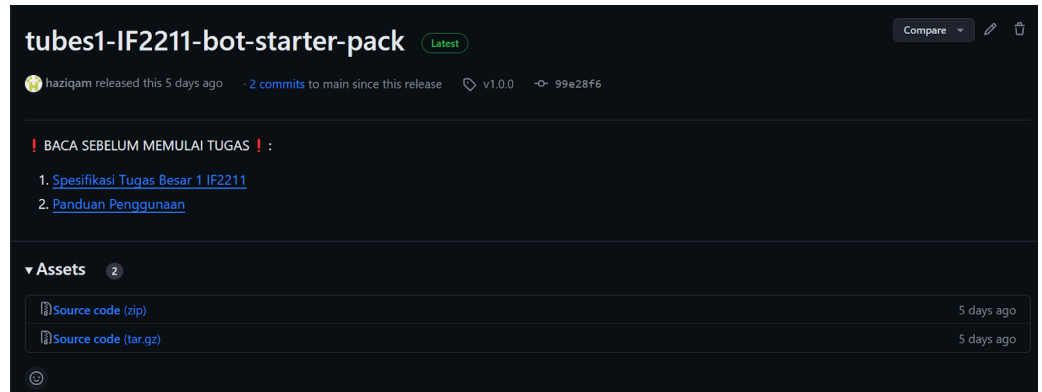 tubes1-IF2211-bot-starter-pack Latest Compare
haziqam released this 5 days ago · 2 commits to main since this release v1.0.0 99e28f6
❗ BACA SEBELUM MEMULAI TUGAS ❗ :
1. Spesifikasi Tugas Besar 1 IF2211
2. Panduan Penggunaan
Assets 2
Source code (zip) 5 days ago
Source code (tar.gz) 5 days ago